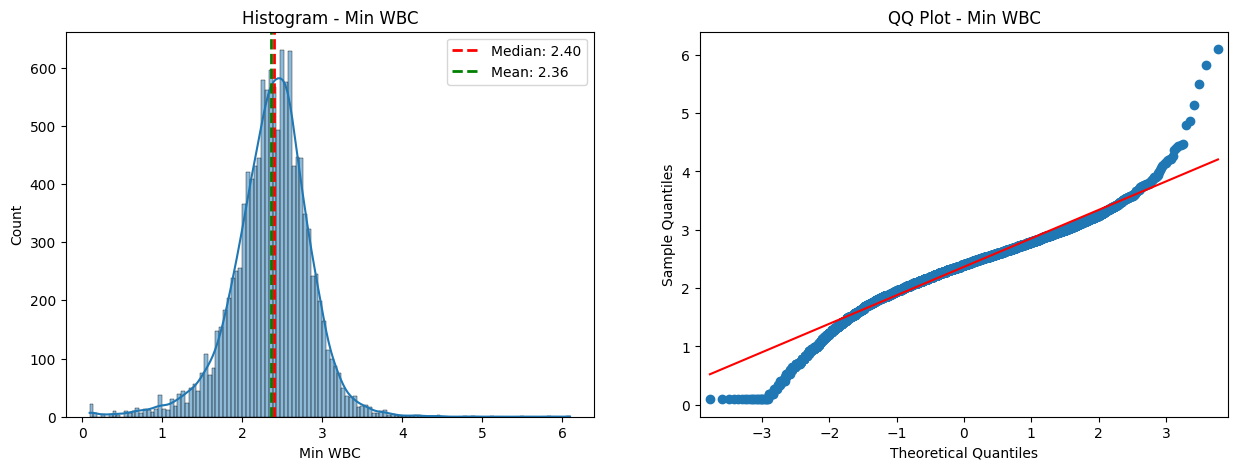 Histogram - Min WBC
Median: 2.40
Mean: 2.36
600
500
400
300
200
100
0
Count
0 1 2 3 4 5 6
Min WBC
QQ Plot - Min WBC
6
5
4
3
2
1
0
Sample Quantiles
−3 −2 −1 0 1 2 3
Theoretical Quantiles